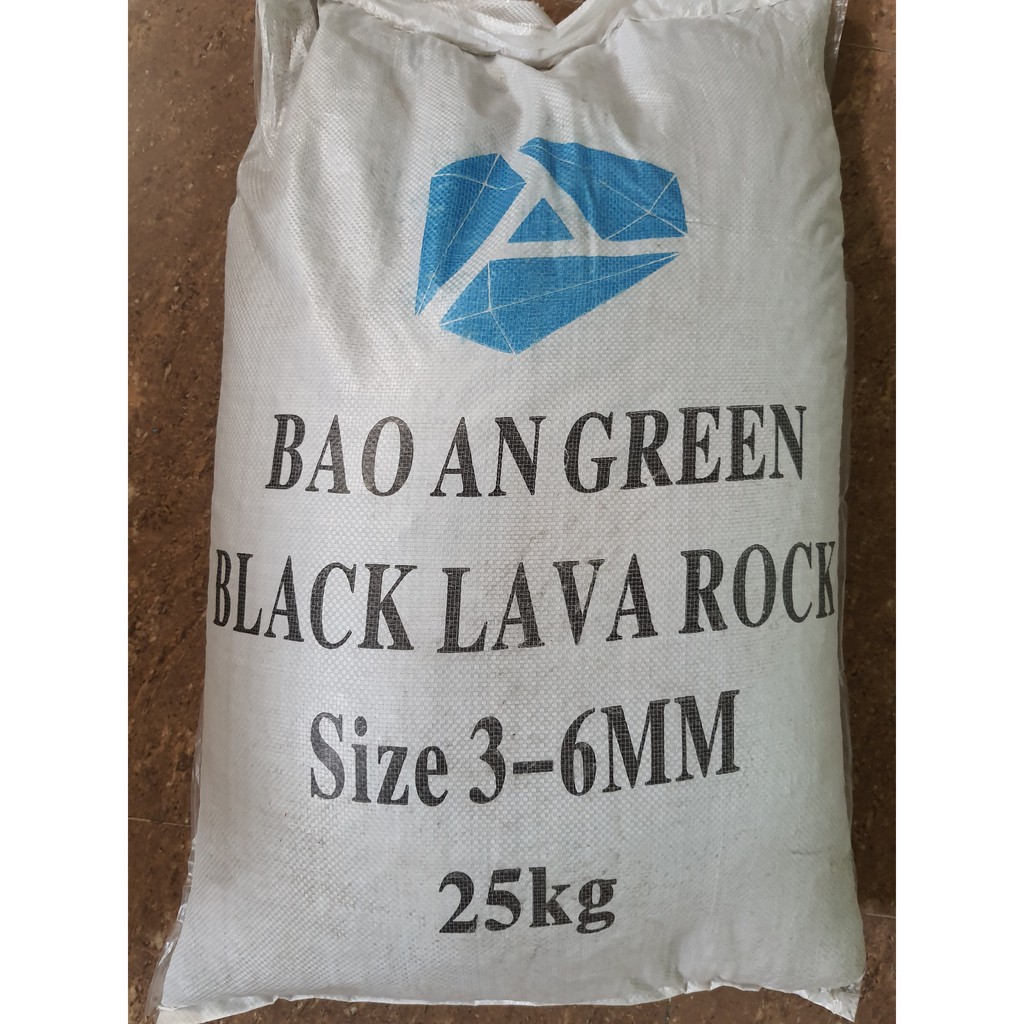 BAO AN GREEN
BLACK LAVA ROCK
Size 3-6MM
25kg